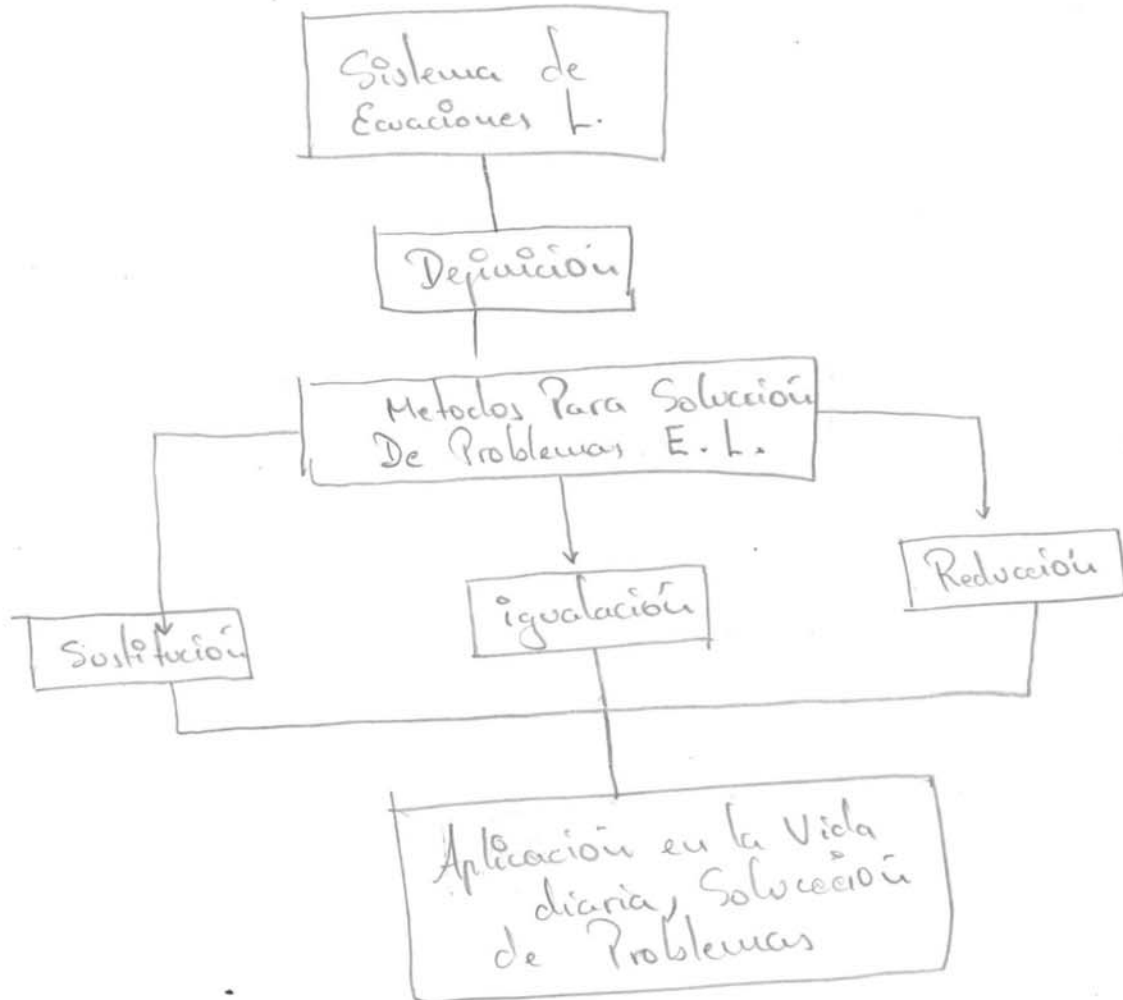 Sistema de
Ecuaciones L.
Definición
Metodos Para Solución
De Problemas E. L.
Sustitución
igualación
Reducción
Aplicación en la Vida
diaria, Solucción
de Problemas